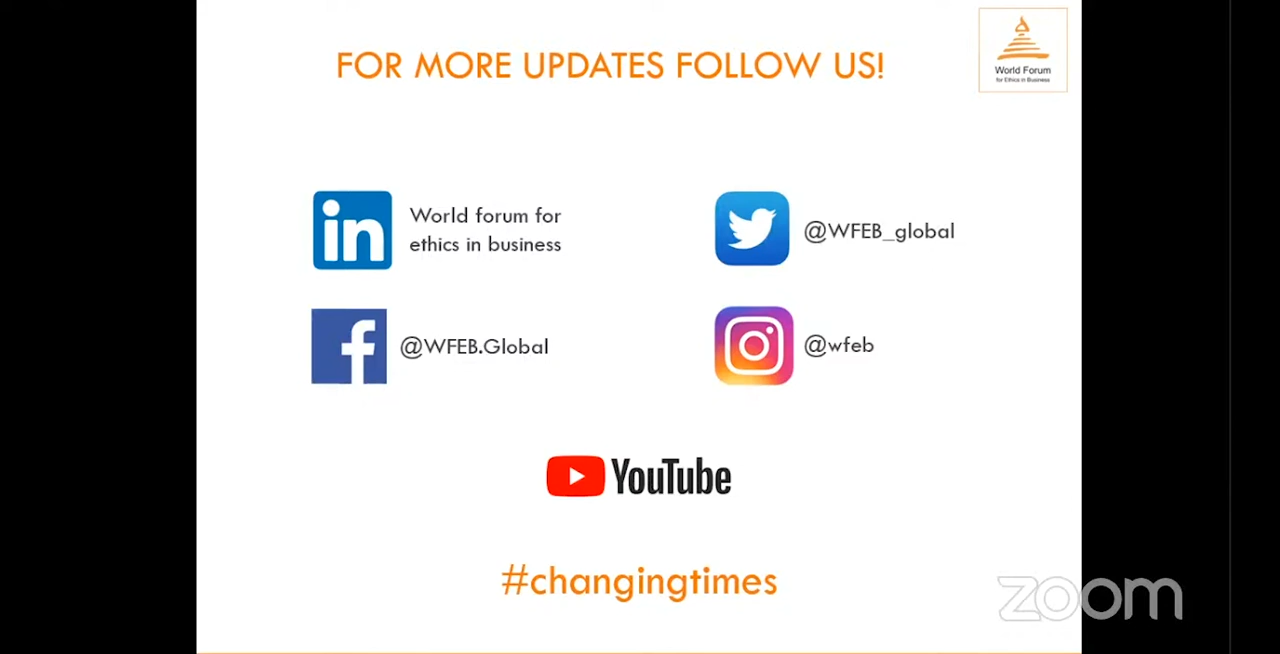 FOR MORE UPDATES FOLLOW US!
World Forum
for Ethics in Business
in
World forum for
ethics in business
@WFEB_global
f
@WFEB.Global
@wfeb
YouTube
#changingtimes
zoom